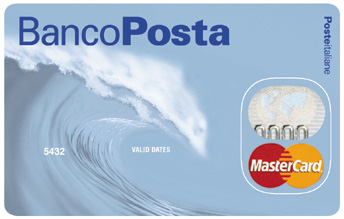 BancoPosta
Posteitaliane
5432
VALID DATES
MasterCard